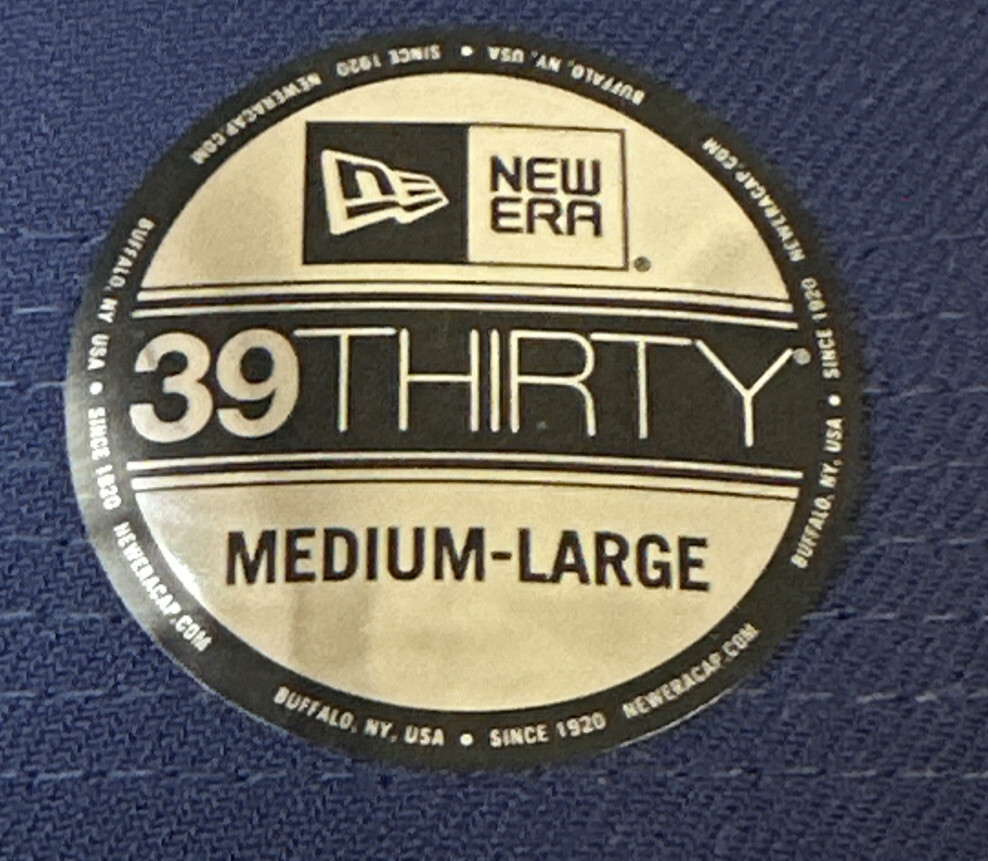 NEW
ERA®
39THIRTY®
MEDIUM-LARGE
BUFFALO, NY, USA • SINCE 1920 NEWERACAP.COM
BUFFALO, NY, USA • SINCE 1920 NEWERACAP.COM
BUFFALO, NY, USA • SINCE 1920 NEWERACAP.COM
BUFFALO, NY USA • SINCE 1920 NEWERACAP.COM